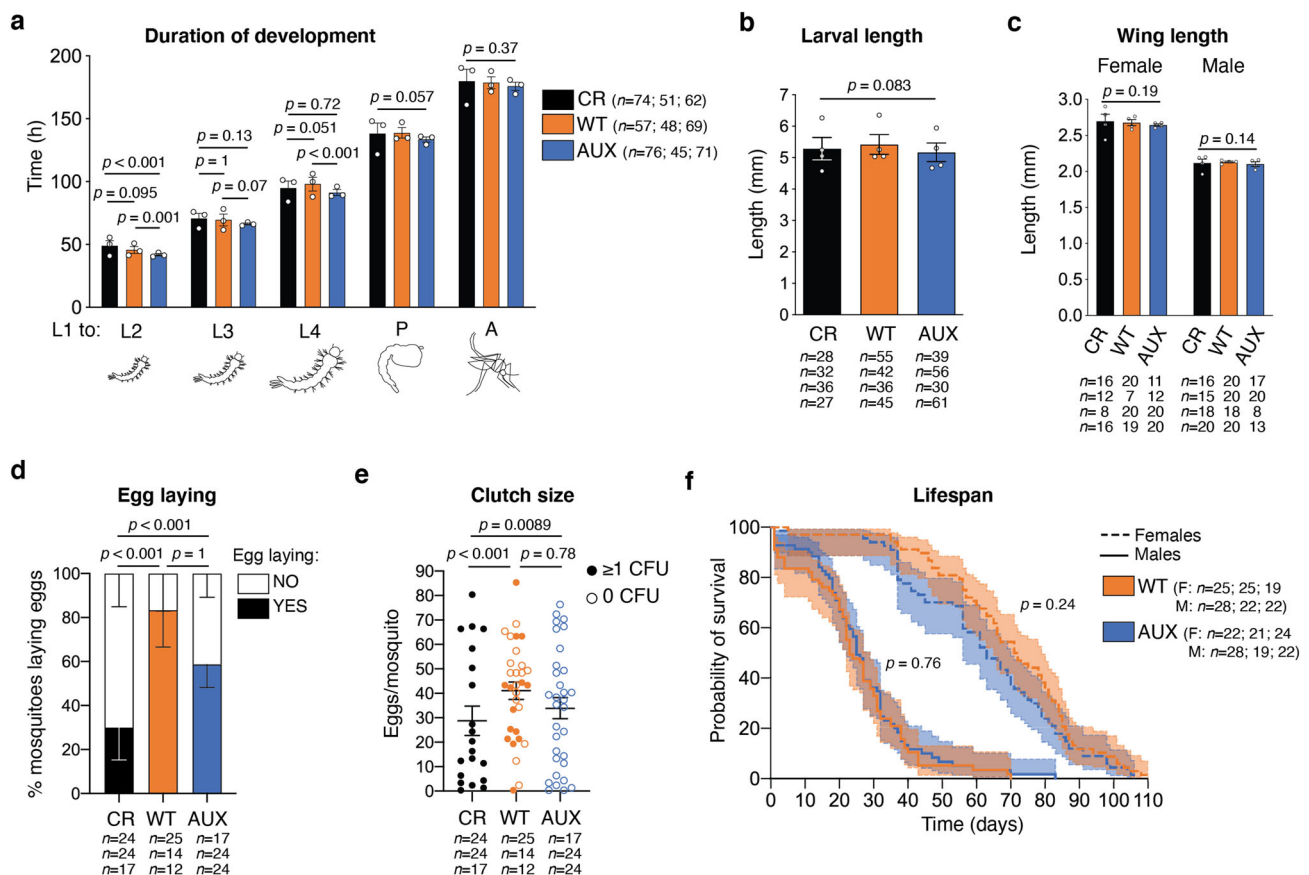 a
Duration of development
200
150
100
50
0
Time (h)
p < 0.001
p = 0.095
p = 0.001
p = 0.13
p = 1
p = 0.07
p = 0.72
p = 0.051
p < 0.001
p = 0.057
p = 0.37
CR (n=74; 51; 62)
WT (n=57; 48; 69)
AUX (n=76; 45; 71)
L1 to: L2 L3 L4 P A
b
Larval length
p = 0.083
8
7
6
5
4
3
2
1
0
Length (mm)
CR WT AUX
n=28 n=55 n=39
n=32 n=42 n=56
n=36 n=36 n=30
n=27 n=45 n=61
c
Wing length
Female Male
p = 0.19
p = 0.14
3.0
2.5
2.0
1.5
1.0
0.5
0.0
Length (mm)
CR WT AUX CR WT AUX
n=16 20 11 n=16 20 17
n=12 7 12 n=15 20 20
n= 8 20 20 n=18 18 8
n=16 19 20 n=20 20 13
d
Egg laying
p < 0.001
p < 0.001 p = 1
Egg laying:
NO
YES
100
80
60
40
20
0
% mosquitoes laying eggs
CR WT AUX
n=24 n=25 n=17
n=24 n=14 n=24
n=17 n=12 n=24
e
Clutch size
p = 0.0089
p < 0.001 p = 0.78
≥1 CFU
0 CFU
100
90
80
70
60
50
40
30
20
10
0
Eggs/mosquito
CR WT AUX
n=24 n=25 n=17
n=24 n=14 n=24
n=17 n=12 n=24
f
Lifespan
100
80
60
40
20
0
Probability of survival
p = 0.24
p = 0.76
Females
Males
WT (F: n=25; 25; 19
M: n=28; 22; 22)
AUX (F: n=22; 21; 24
M: n=28; 19; 22)
0 10 20 30 40 50 60 70 80 90 100 110
Time (days)